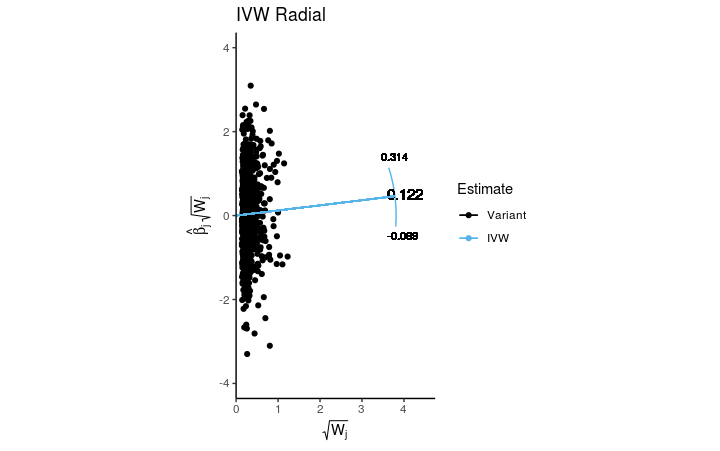 IVW Radial
4
2
0
-2
-4
β̂j√Wj
0.314
0.122
-0.089
0 1 2 3 4
√Wj
Estimate
Variant
IVW